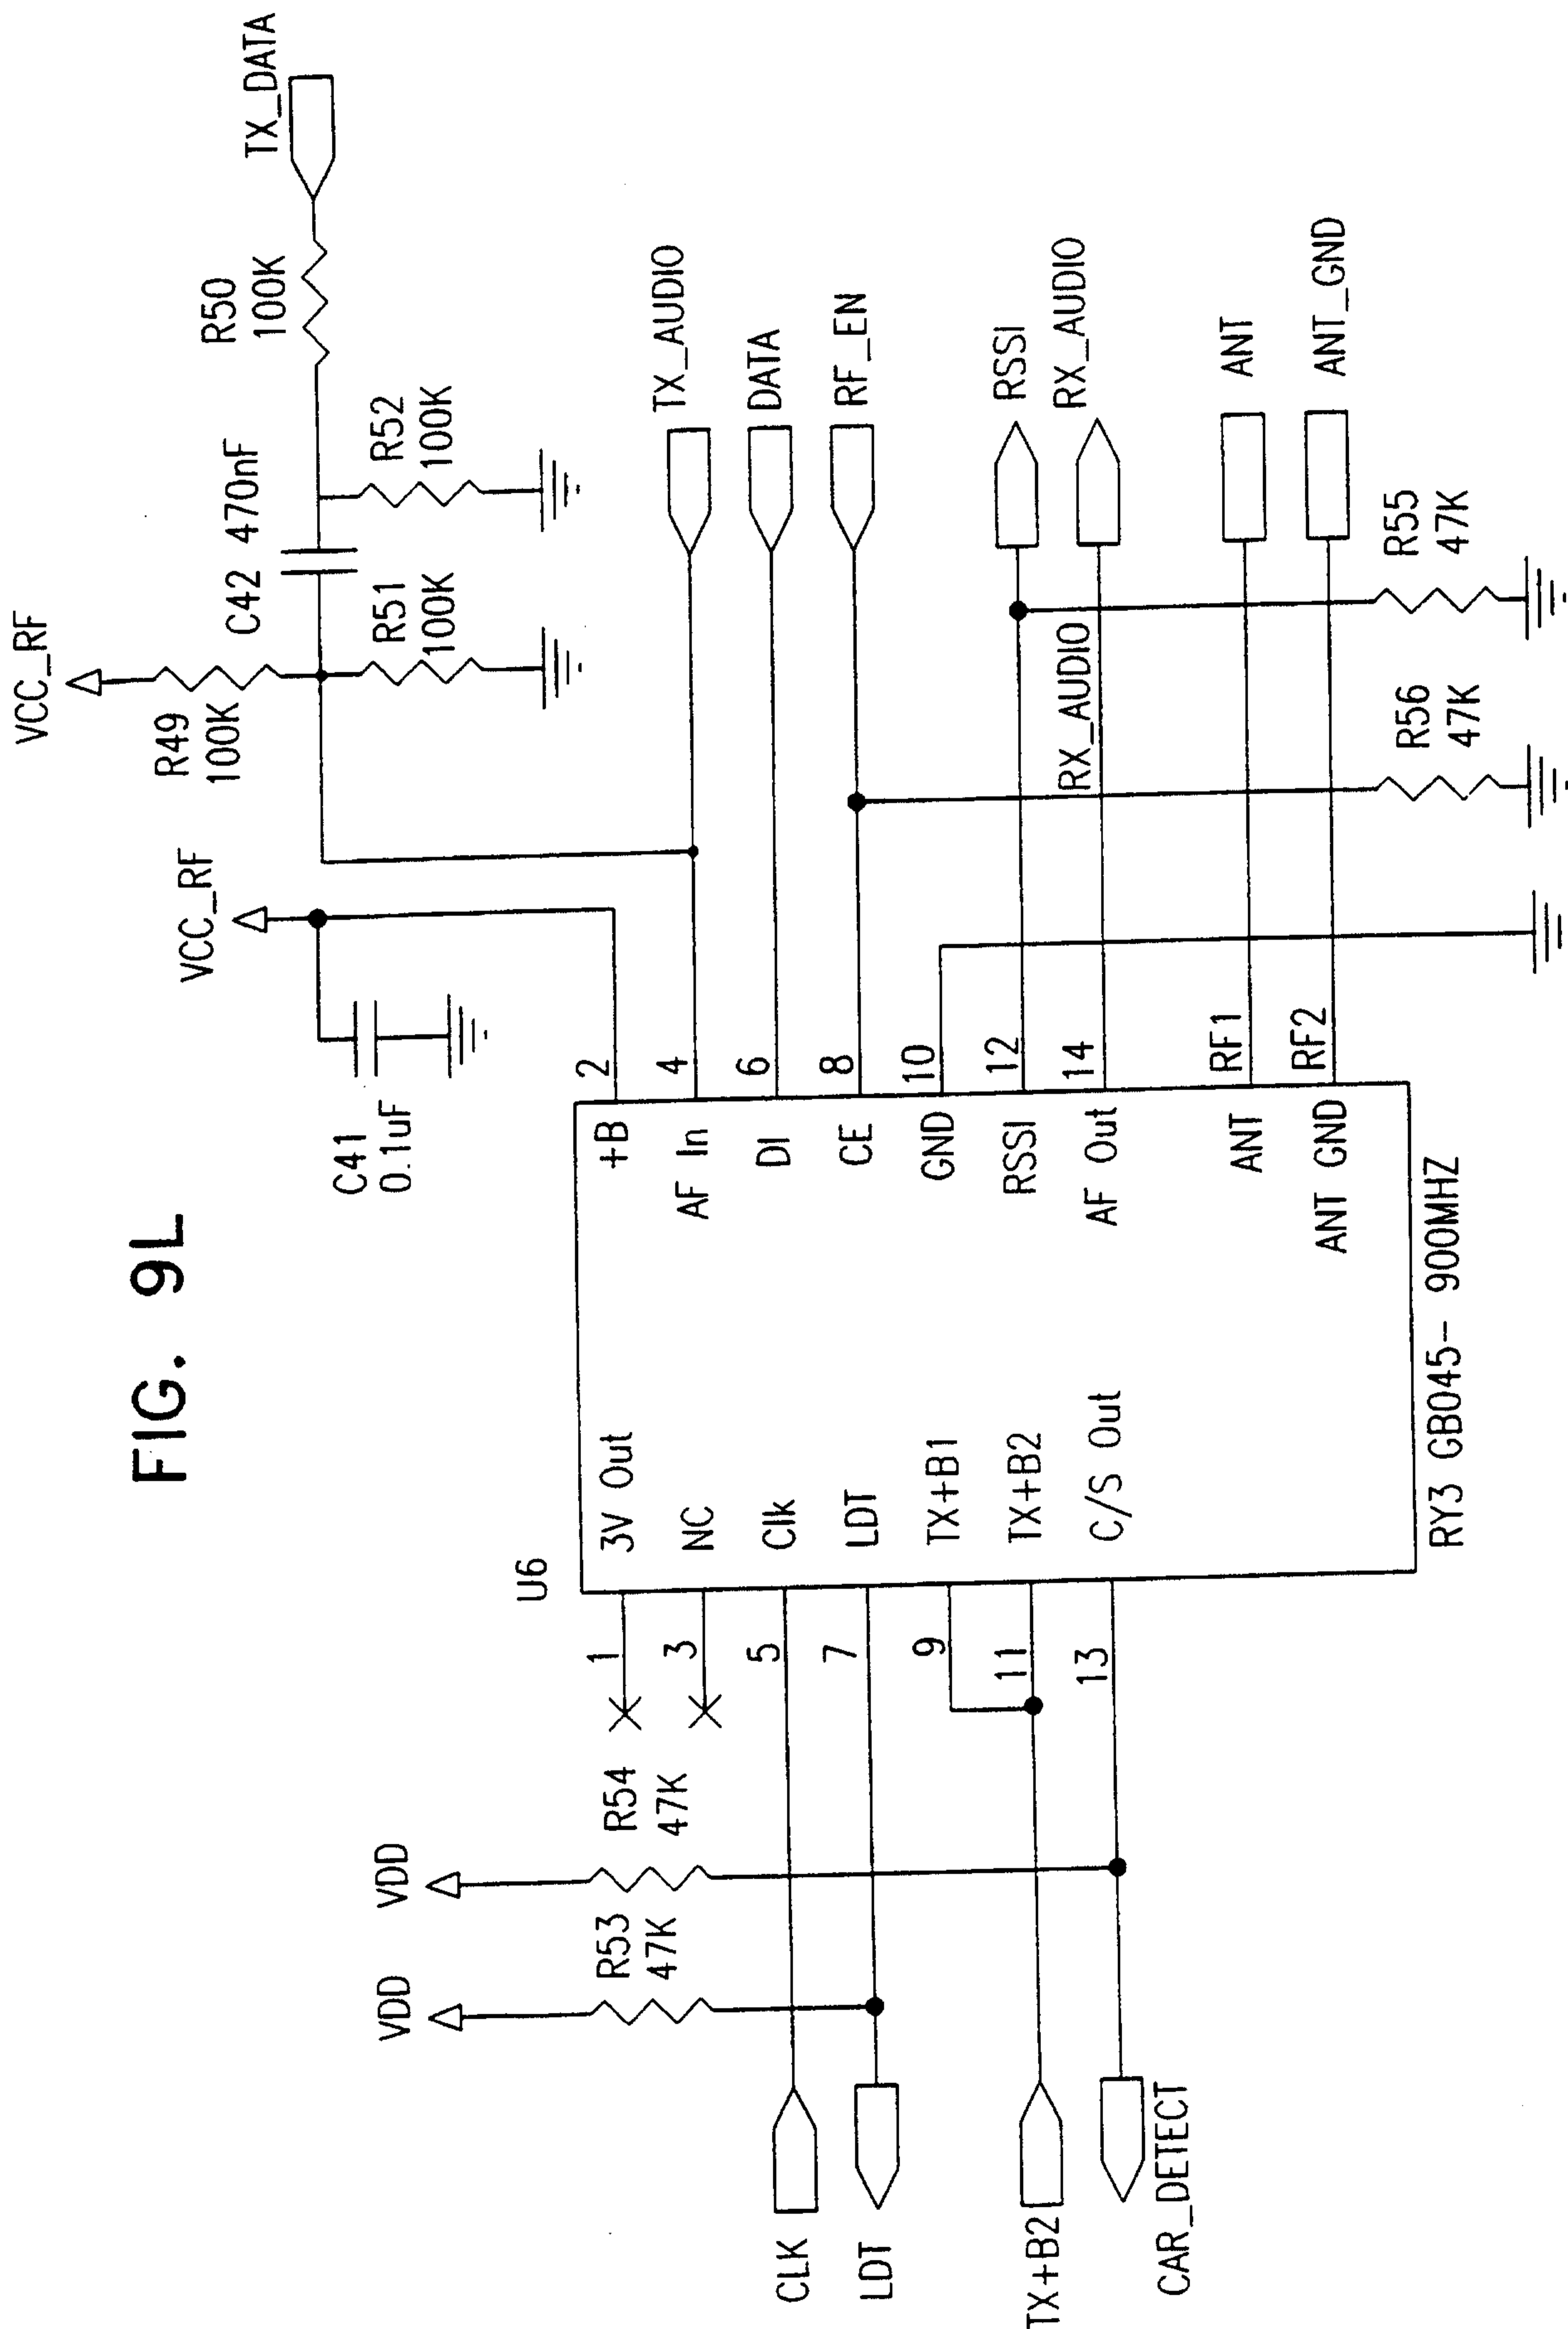 FIG. 9L
VCC_RF
R49
100K
C42 470nF
R50
100K
TX_DATA
R51
100K
R52
100K
VCC_RF
C41
0.1uF
TX_AUDIO
DATA
RF_EN
RSSI
RX_AUDIO
RX_AUDIO
ANT
ANT_GND
R56
47K
R55
47K
VDD
VDD
R53
47K
R54
47K
CLK
LDT
TX+B2
CAR_DETECT
U6
1
3
5
7
9
11
13
3V Out
NC
Clk
LDT
TX+B1
TX+B2
C/S Out
+B
AF In
DI
CE
GND
RSSI
AF Out
ANT
ANT GND
2
4
6
8
10
12
14
RF1
RF2
RY3 GB045- 900MHZ